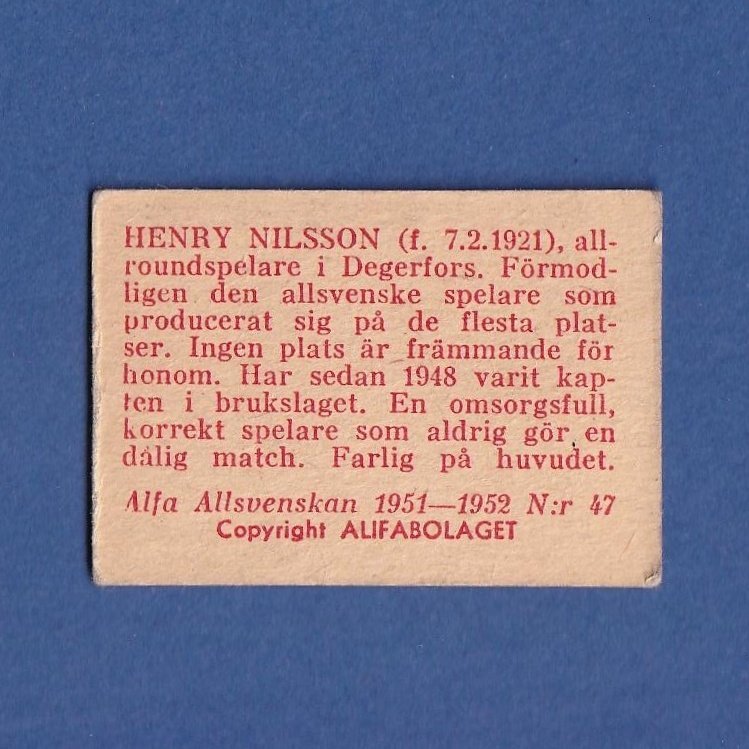 HENRY NILSSON (f. 7.2.1921), all-
roundspelare i Degerfors. Förmod-
ligen den allsvenske spelare som
producerat sig på de flesta plat-
ser. Ingen plats är främmande för
honom. Har sedan 1948 varit kap-
ten i brukslaget. En omsorgsfull,
korrekt spelare som aldrig gör en
dålig match. Farlig på huvudet.
Alfa Allsvenskan 1951—1952 N:r 47
Copyright ALIFABOLAGET